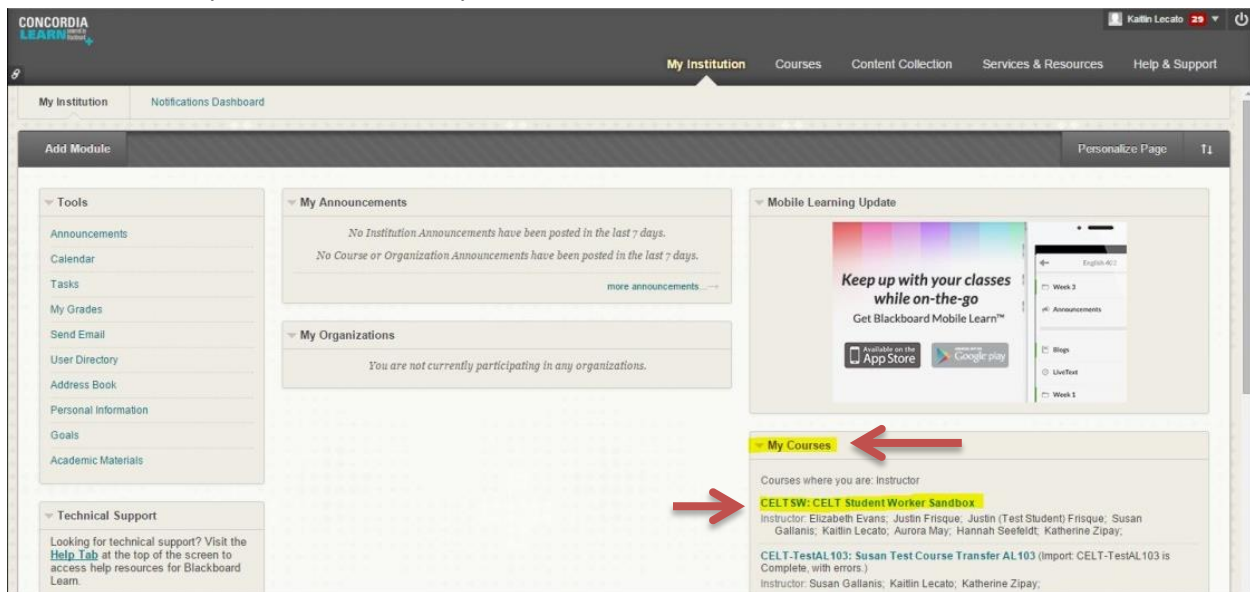 CONCORDIA
LEARN
Kaitlin Lecato 29
My Institution Courses Content Collection Services & Resources Help & Support
My Institution Notifications Dashboard
Add Module Personalize Page
Tools
Announcements
Calendar
Tasks
My Grades
Send Email
User Directory
Address Book
Personal Information
Goals
Academic Materials
Technical Support
Looking for technical support? Visit the
Help Tab at the top of the screen to
access help resources for Blackboard
Learn.
My Announcements
No Institution Announcements have been posted in the last 7 days.
No Course or Organization Announcements have been posted in the last 7 days.
more announcements...→
My Organizations
You are not currently participating in any organizations.
Mobile Learning Update
Keep up with your classes
while on-the-go
Get Blackboard Mobile Learn™
Available on the
App Store
Google play
Week 3
Announcements
Blogs
LiveText
Week 1
My Courses
Courses where you are: Instructor
CELTSW: CELT Student Worker Sandbox
Instructor: Elizabeth Evans; Justin Frisque; Justin (Test Student) Frisque; Susan
Gallanis; Kaitlin Lecato; Aurora May; Hannah Seefeldt; Katherine Zipay;
CELT-TestAL103: Susan Test Course Transfer AL103 (Import: CELT-TestAL103 is
Complete, with errors.)
Instructor: Susan Gallanis; Kaitlin Lecato; Katherine Zipay;